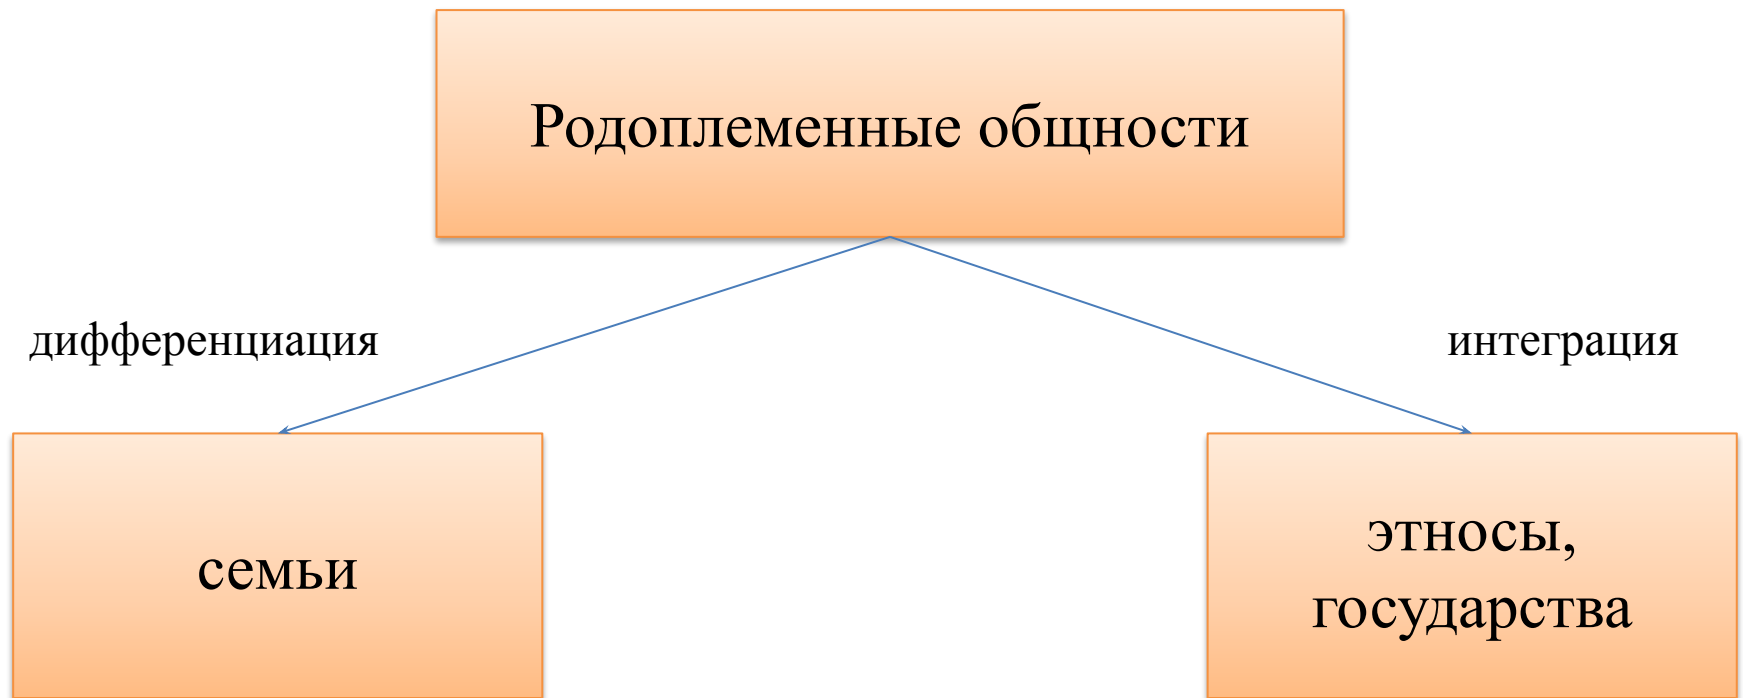 Родоплеменные общности
дифференциация
интеграция
семьи
этносы,
государства